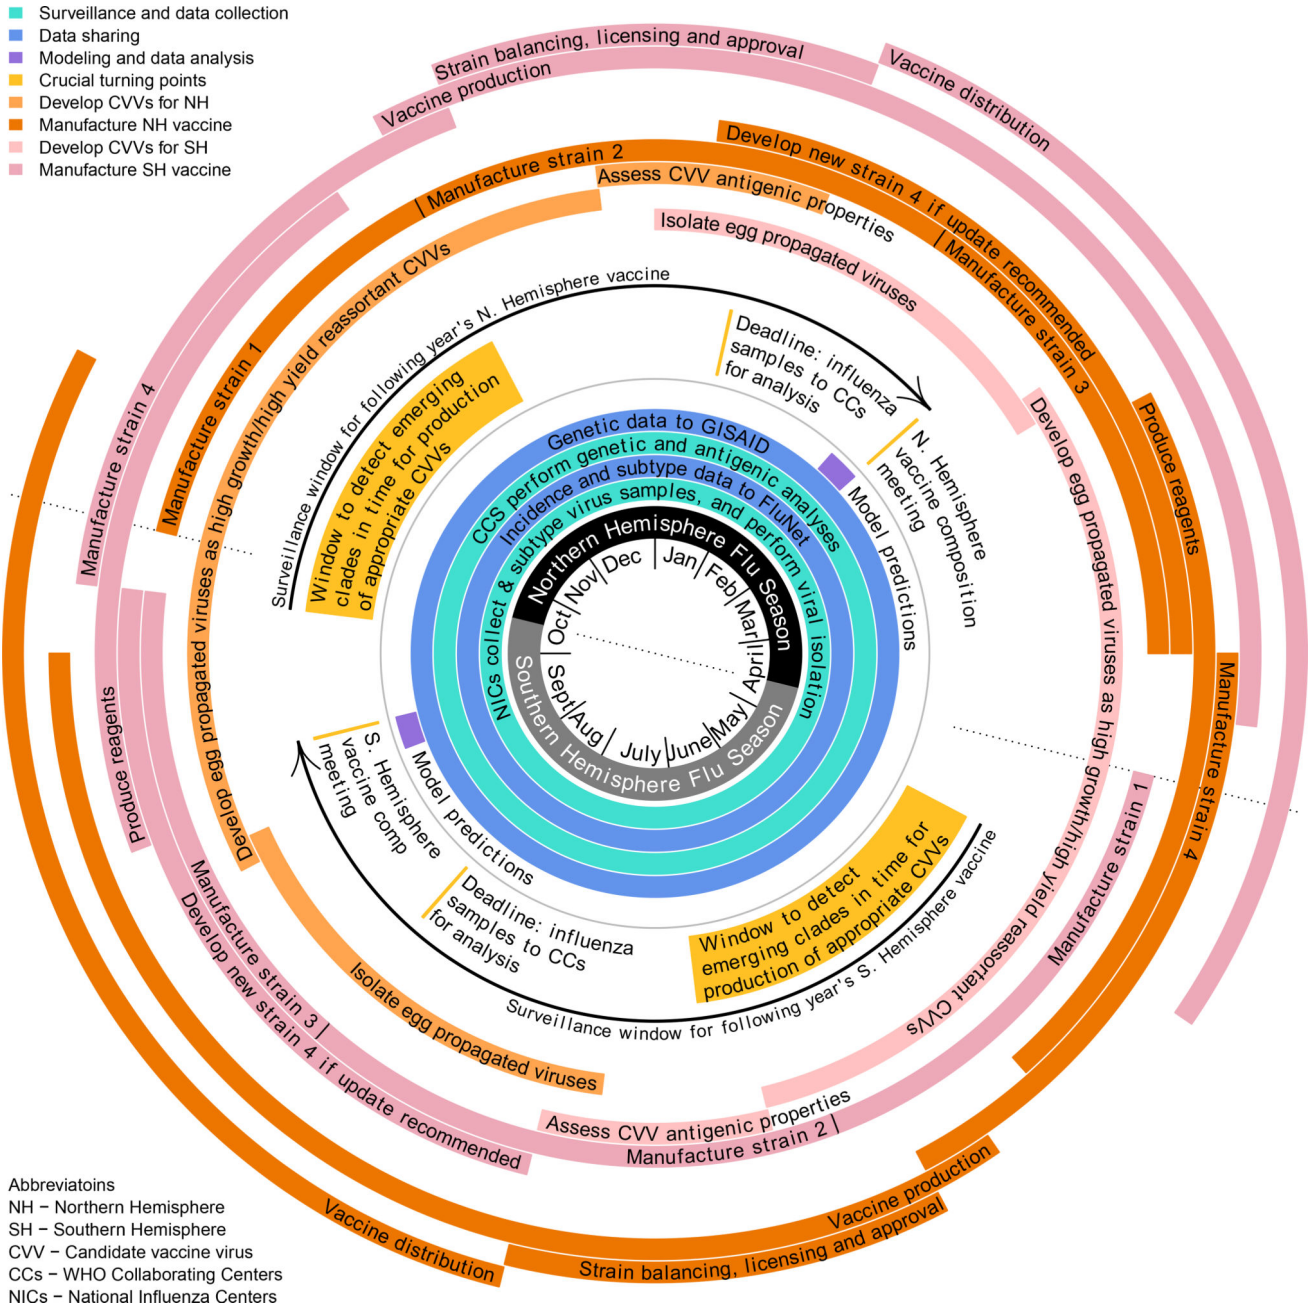 Surveillance and data collection
Data sharing
Modeling and data analysis
Crucial turning points
Develop CVVs for NH
Manufacture NH vaccine
Develop CVVs for SH
Manufacture SH vaccine
Strain balancing, licensing and approval
Vaccine production
Vaccine distribution
Manufacture strain 4
Produce reagents
Manufacture strain 1
| Manufacture strain 2
Develop new strain 4 if update recommended
| Manufacture strain 3
Produce reagents
Manufacture strain 4
Assess CVV antigenic properties
Isolate egg propagated viruses
Develop egg propagated viruses as high growth/high yield reassortant CVVs
Develop egg propagated viruses as high growth/high yield reassortant CVVs
Surveillance window for following year's N. Hemisphere vaccine
Window to detect emerging
clades in time for production
of appropriate CVVs
Deadline: influenza
samples to CCs
for analysis
N. Hemisphere
vaccine composition
meeting
Model predictions
Genetic data to GISAID
CCS perform genetic and antigenic analyses
Incidence and subtype data to FluNet
NICs collect & subtype virus samples, and perform viral isolation
Northern Hemisphere Flu Season
Southern Hemisphere Flu Season
Jan
Feb
Mar
April
May
June
July
Aug
Sept
Oct
Nov
Dec
S. Hemisphere
vaccine comp
meeting
Model predictions
Deadline: influenza
samples to CCs
for analysis
Window to detect
emerging clades in time for
production of appropriate CVVs
Surveillance window for following year's S. Hemisphere vaccine
Isolate egg propagated viruses
Assess CVV antigenic properties
Manufacture strain 1
Manufacture strain 2 |
Manufacture strain 3 |
Develop new strain 4 if update recommended
Vaccine production
Strain balancing, licensing and approval
Vaccine distribution
Abbreviatoins
NH − Northern Hemisphere
SH − Southern Hemisphere
CVV − Candidate vaccine virus
CCs − WHO Collaborating Centers
NICs − National Influenza Centers